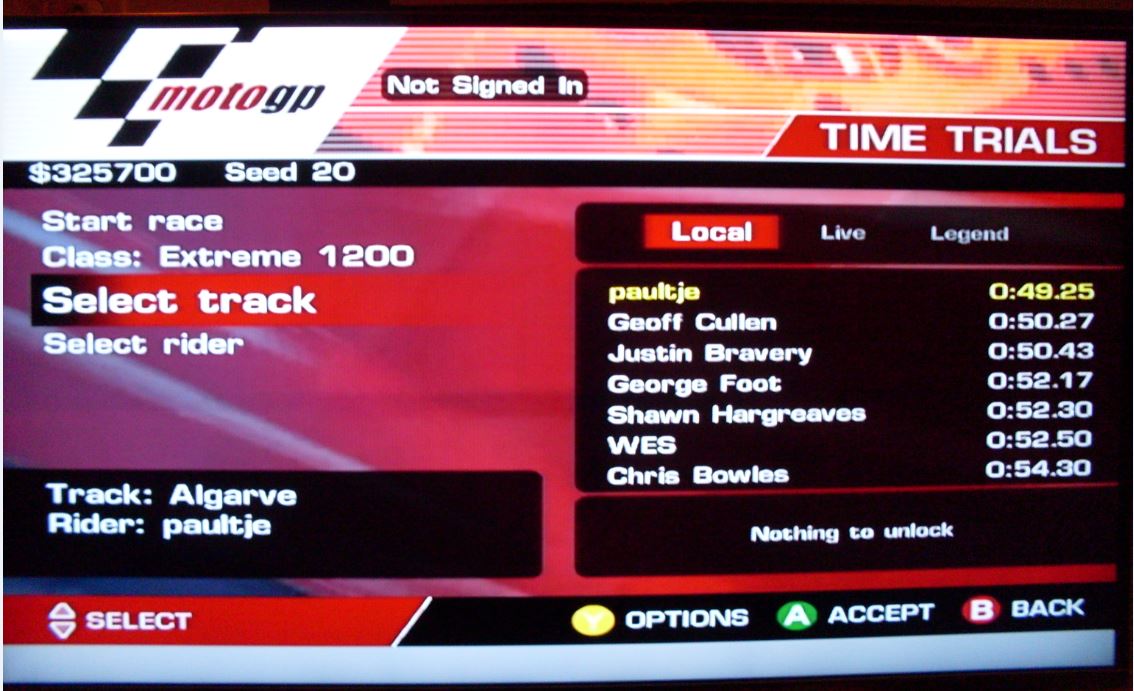 motogp
Not Signed In
TIME TRIALS
$325700 Seed 20
Start race
Class: Extreme 1200
Select track
Select rider
Track: Algarve
Rider: paultje
Local Live Legend
paultje 0:49.25
Geoff Cullen 0:50.27
Justin Bravery 0:50.43
George Foot 0:52.17
Shawn Hargreaves 0:52.30
WES 0:52.50
Chris Bowles 0:54.30
Nothing to unlock
SELECT
Y OPTIONS A ACCEPT B BACK